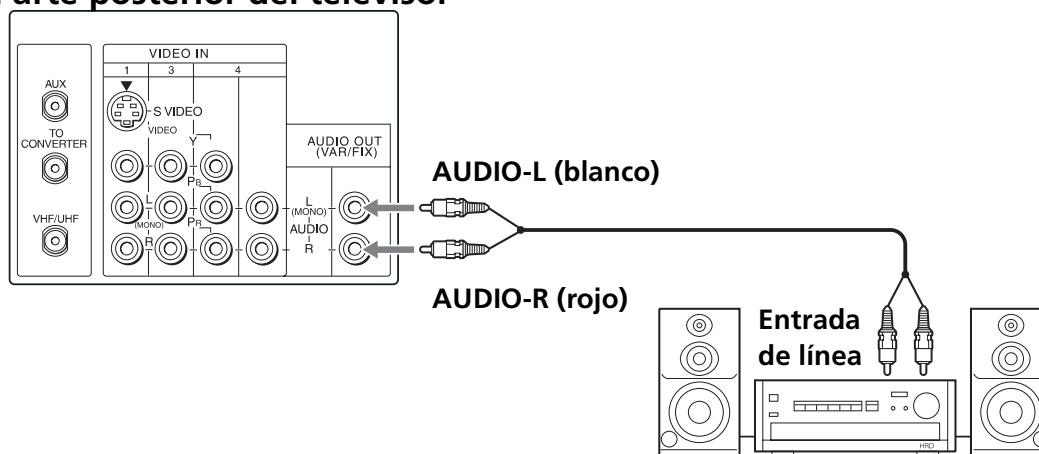 Parte posterior del televisor
VIDEO IN
1 3 4
AUX
S VIDEO
VIDEO
TO
CONVERTER
Y
AUDIO OUT
(VAR/FIX)
AUDIO-L (blanco)
PB
L
(MONO)
PR
R
VHF/UHF
L
(MONO)
AUDIO
R
AUDIO-R (rojo)
Entrada
de línea
HRD